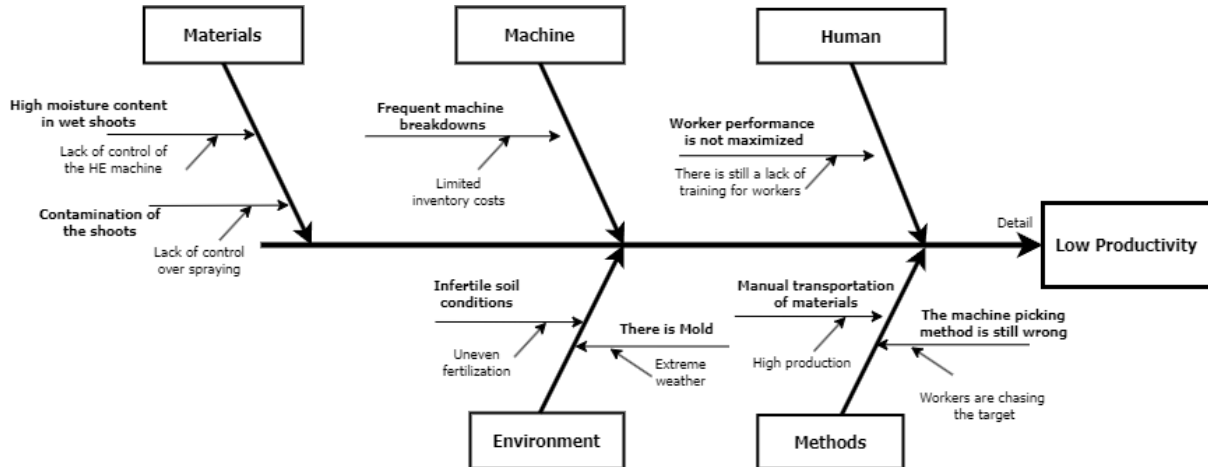 Materials
Machine
Human
High moisture content
in wet shoots
Lack of control of
the HE machine
Contamination of
the shoots
Lack of control
over spraying
Frequent machine
breakdowns
Limited
inventory costs
Worker performance
is not maximized
There is still a lack of
training for workers
Detail
Low Productivity
Infertile soil
conditions
Uneven
fertilization
There is Mold
Extreme
weather
Manual transportation
of materials
High production
The machine picking
method is still wrong
Workers are chasing
the target
Environment
Methods